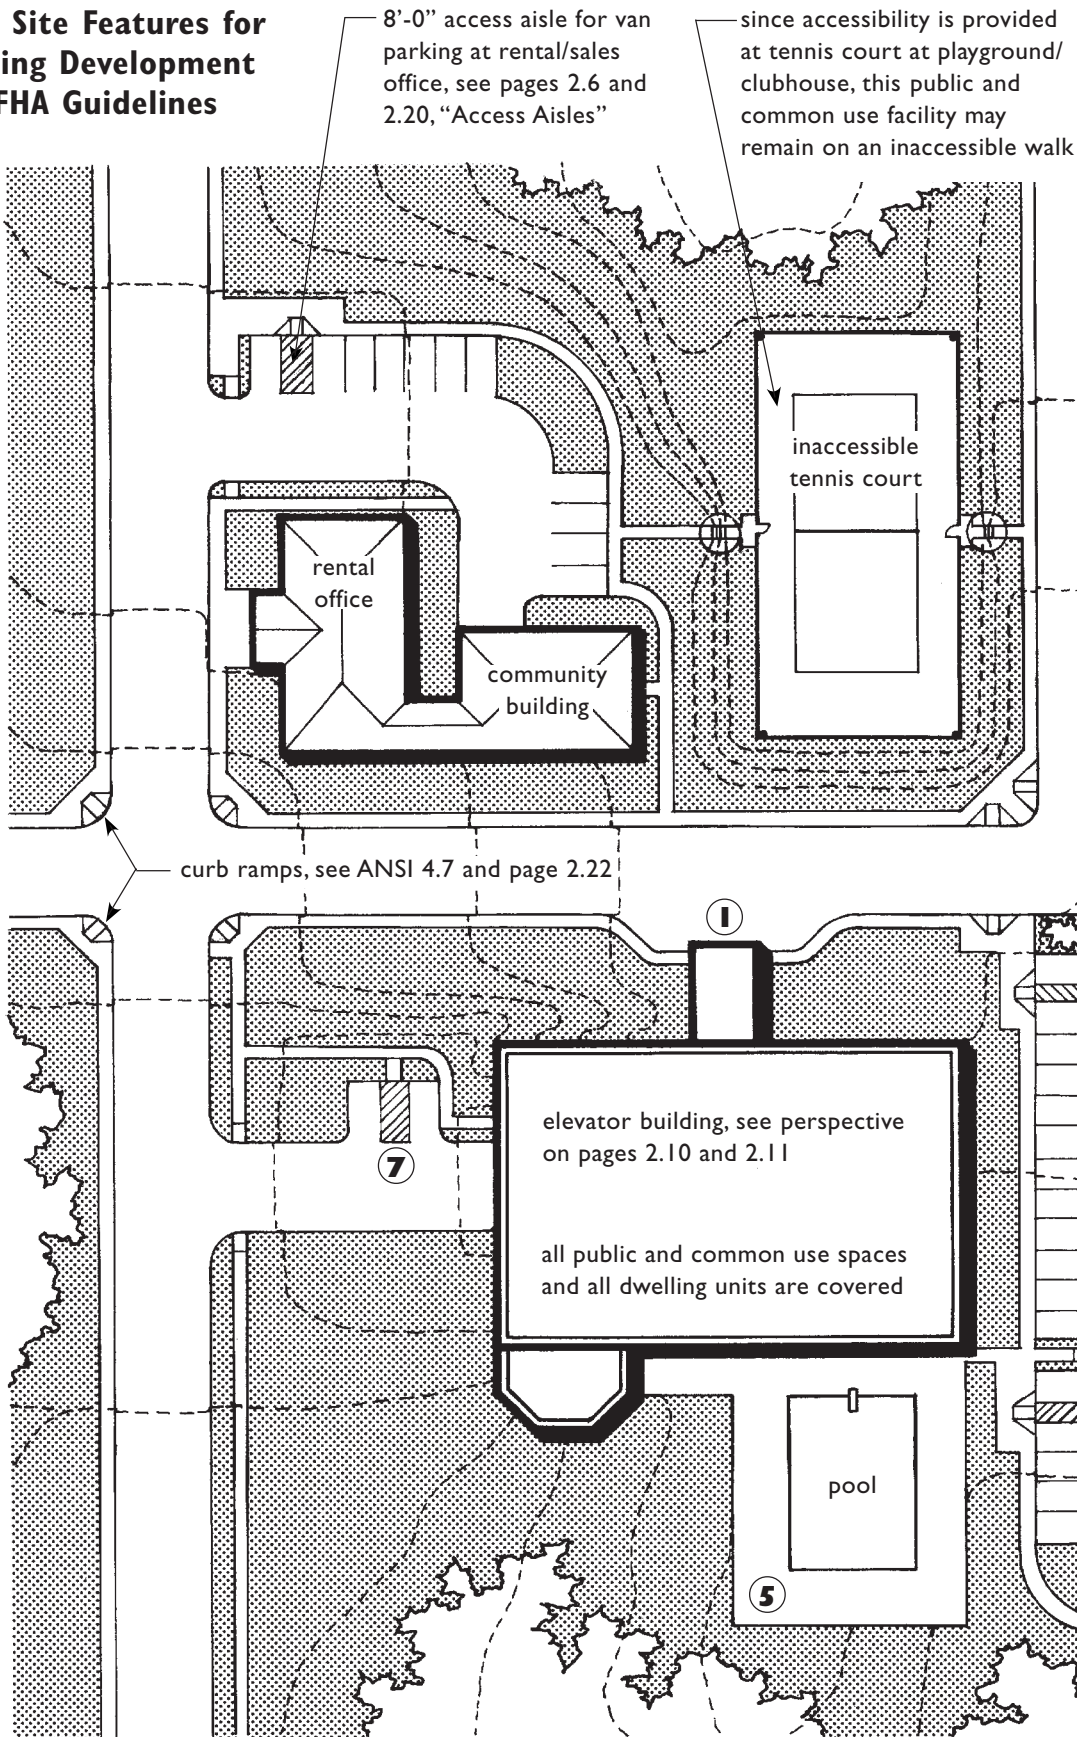 Site Features for
ing Development
FHA Guidelines
8'-0" access aisle for van
parking at rental/sales
office, see pages 2.6 and
2.20, “Access Aisles”
since accessibility is provided
at tennis court at playground/
clubhouse, this public and
common use facility may
remain on an inaccessible walk
inaccessible
tennis court
rental
office
community
building
curb ramps, see ANSI 4.7 and page 2.22
1
elevator building, see perspective
on pages 2.10 and 2.11
7
all public and common use spaces
and all dwelling units are covered
pool
5